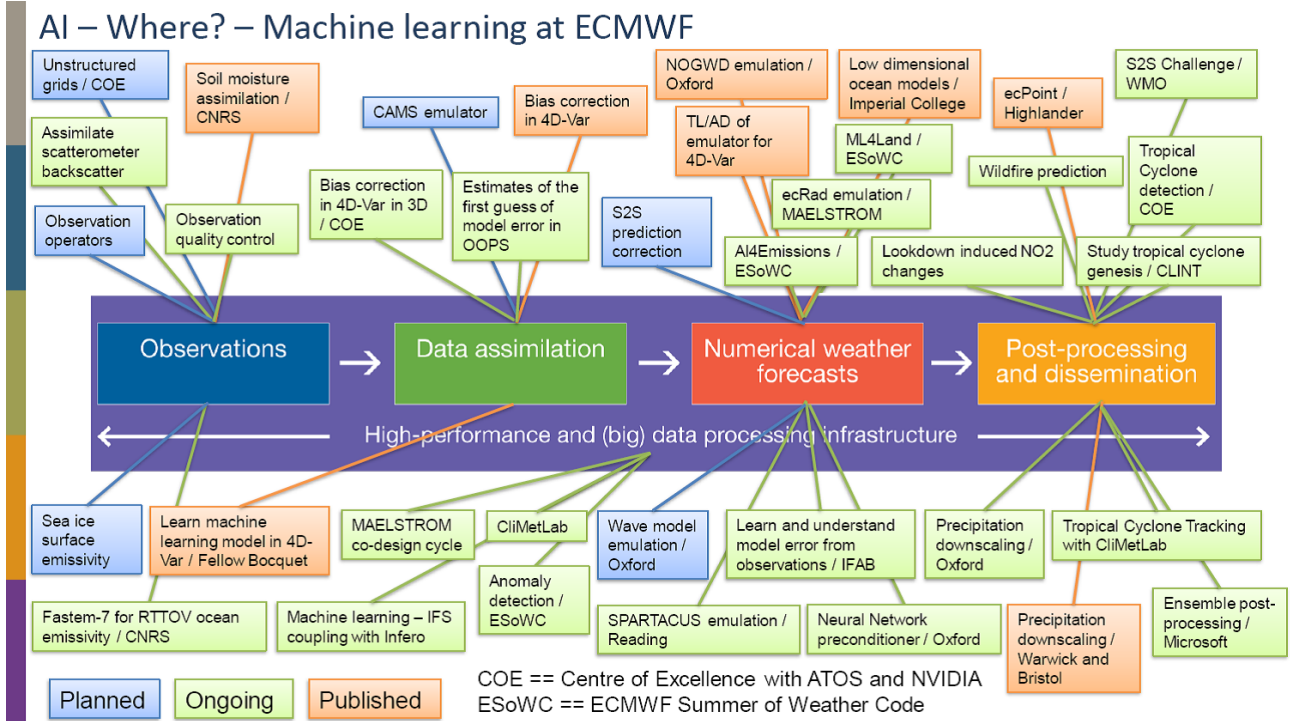 AI – Where? – Machine learning at ECMWF
Unstructured
grids / COE
Soil moisture
assimilation /
CNRS
Assimilate
scatterometer
backscatter
Observation
operators
Observation
quality control
CAMS emulator
Bias correction
in 4D-Var
Bias correction
in 4D-Var in 3D
/ COE
Estimates of the
first guess of
model error in
OOPS
NOGWD emulation /
Oxford
Low dimensional
ocean models /
Imperial College
TL/AD of
emulator for
4D-Var
ML4Land /
ESoWC
ecRad emulation /
MAELSTROM
S2S
prediction
correction
AI4Emissions /
ESoWC
ecPoint /
Highlander
S2S Challenge /
WMO
Wildfire prediction
Tropical
Cyclone
detection /
COE
Lookdown induced NO2
changes
Study tropical cyclone
genesis / CLINT
Observations
Data assimilation
Numerical weather
forecasts
Post-processing
and dissemination
High-performance and (big) data processing infrastructure
Sea ice
surface
emissivity
Learn machine
learning model in 4D-
Var / Fellow Bocquet
MAELSTROM
co-design cycle
CliMetLab
Wave model
emulation /
Oxford
Learn and understand
model error from
observations / IFAB
Precipitation
downscaling /
Oxford
Tropical Cyclone Tracking
with CliMetLab
Fastem-7 for RTTOV ocean
emissivity / CNRS
Machine learning – IFS
coupling with Infero
Anomaly
detection /
ESoWC
SPARTACUS emulation /
Reading
Neural Network
preconditioner / Oxford
Precipitation
downscaling /
Warwick and
Bristol
Ensemble post-
processing /
Microsoft
Planned
Ongoing
Published
COE == Centre of Excellence with ATOS and NVIDIA
ESoWC == ECMWF Summer of Weather Code